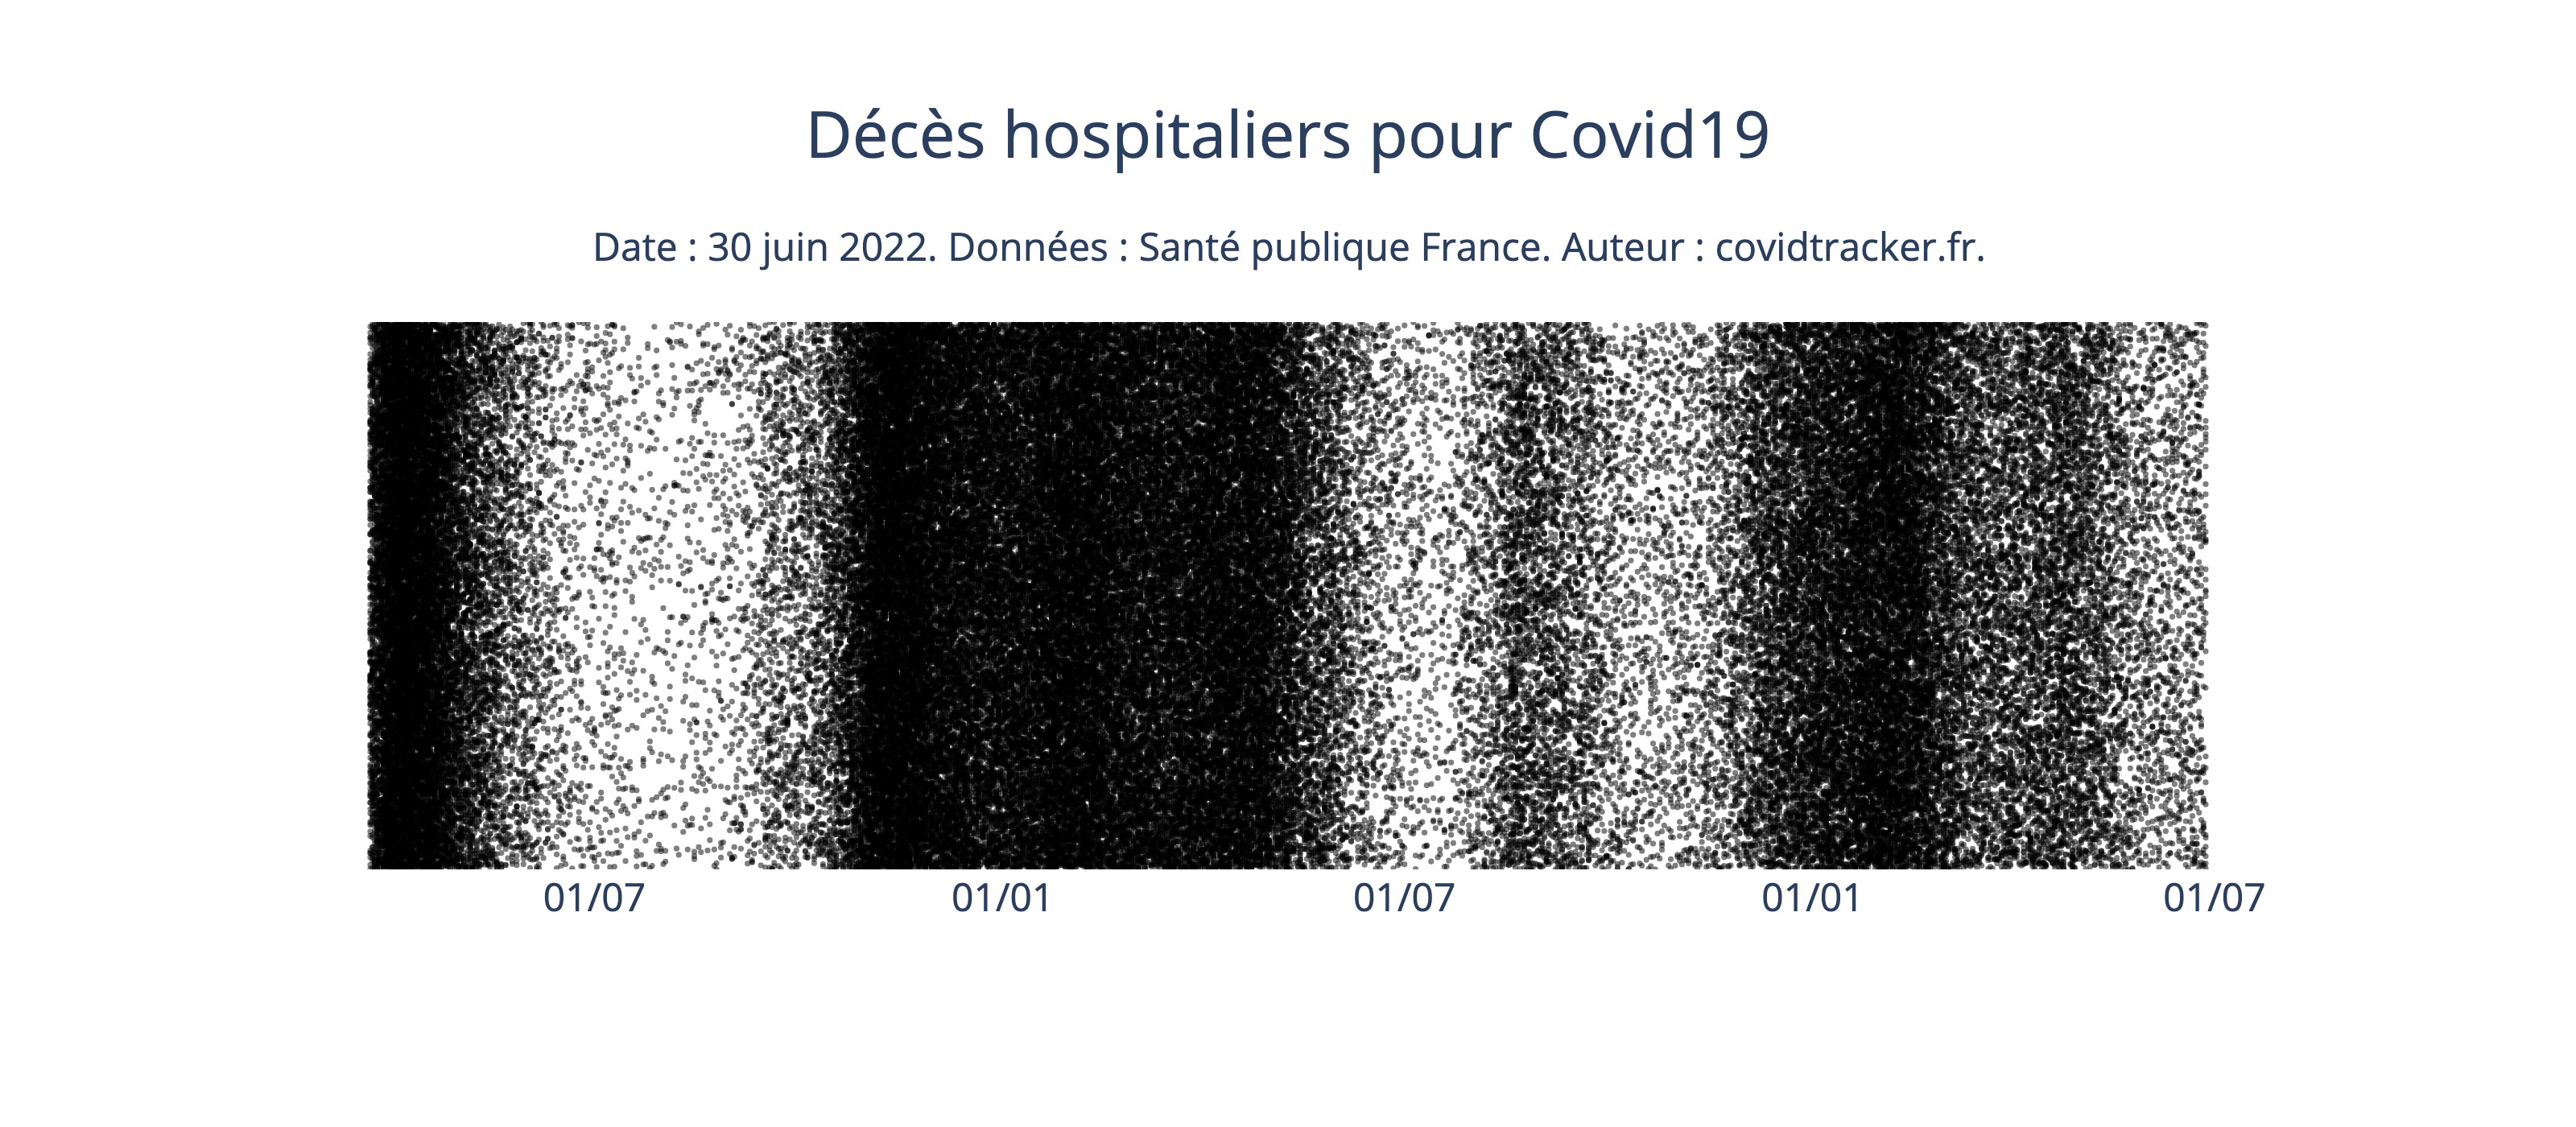 Décès hospitaliers pour Covid19
Date : 30 juin 2022. Données : Santé publique France. Auteur : covidtracker.fr.
01/07 01/01 01/07 01/01 01/07